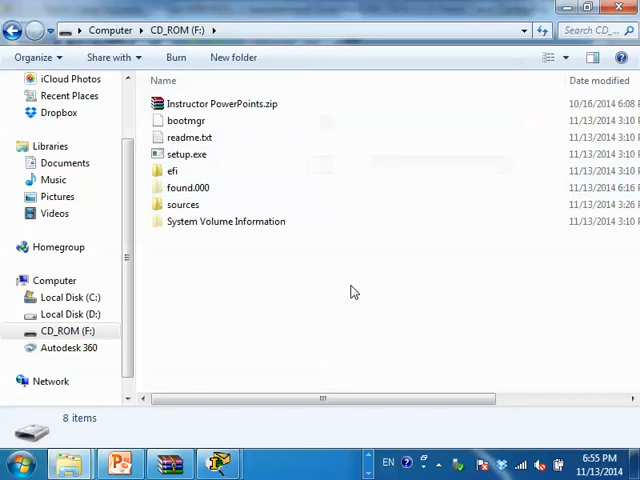 Computer ▸ CD_ROM (F:) ▸
Search CD_...
Organize Share with Burn New folder
Name Date modified
iCloud Photos
Recent Places
Dropbox
Libraries
Documents
Music
Pictures
Videos
Homegroup
Computer
Local Disk (C:)
Local Disk (D:)
CD_ROM (F:)
Autodesk 360
Network
Instructor PowerPoints.zip 10/16/2014 6:08
bootmgr 11/13/2014 3:10
readme.txt 11/13/2014 3:10
setup.exe 11/13/2014 3:10
efi 11/13/2014 3:10
found.000 11/13/2014 6:16
sources 11/13/2014 3:26
System Volume Information 11/13/2014 3:10
8 items
EN 6:55 PM
11/13/2014